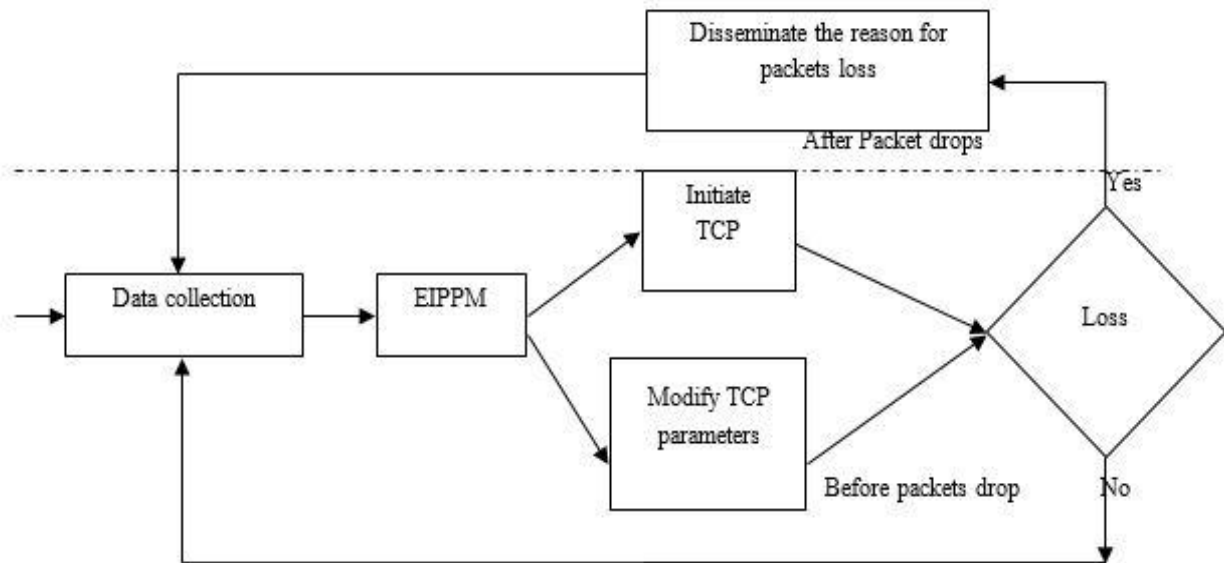 Disseminate the reason for
packets loss
After Packet drops
Yes
Initiate
TCP
Data collection
EIPPM
Loss
Modify TCP
parameters
Before packets drop
No